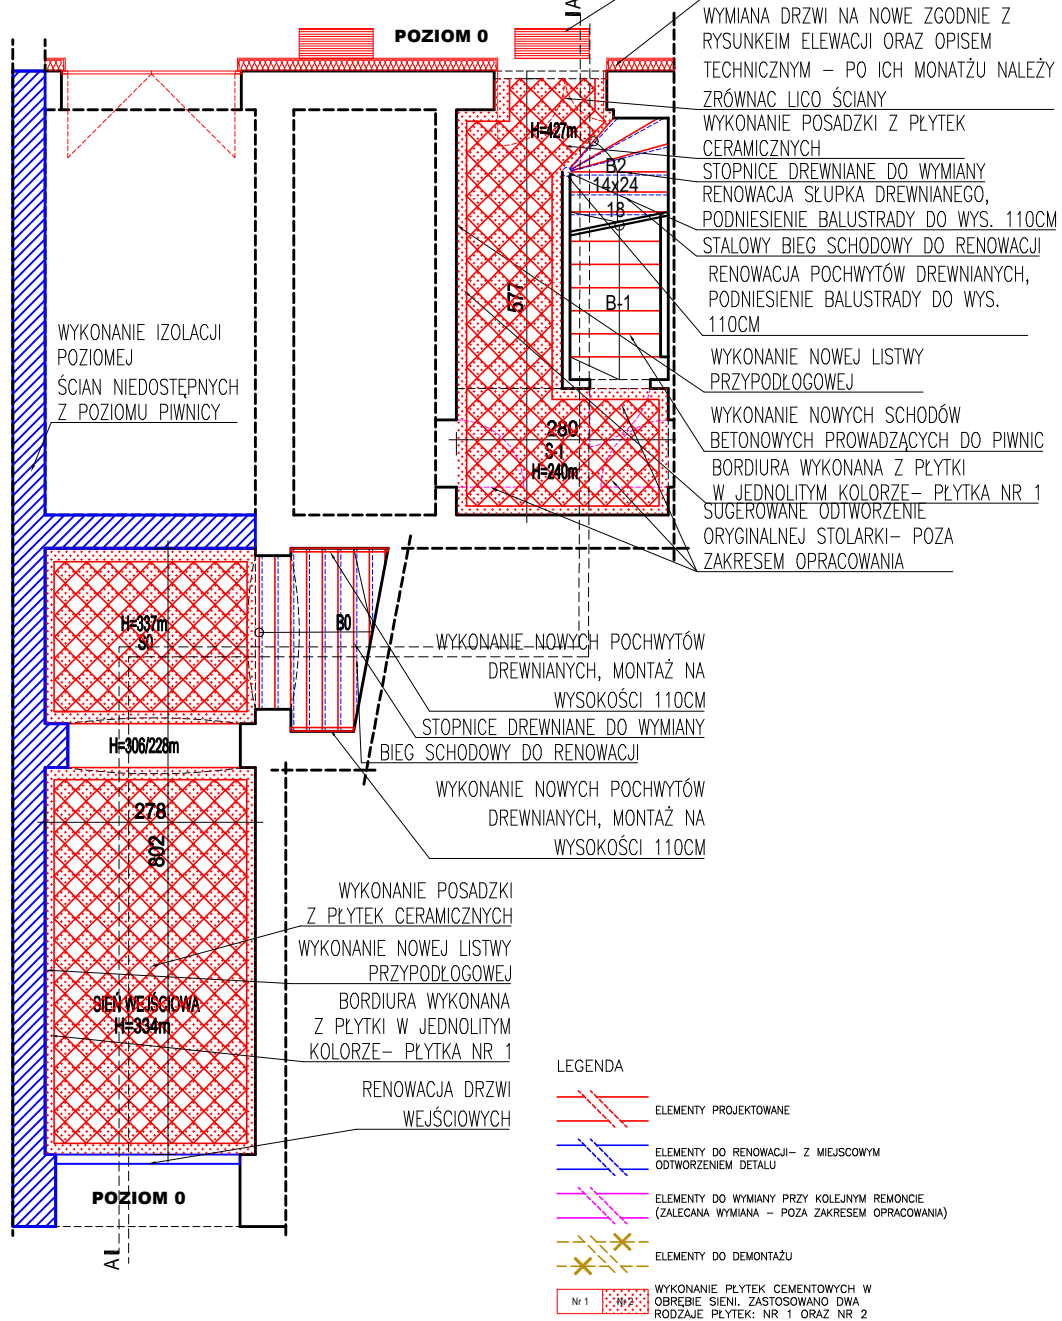 A
POZIOM 0
WYMIANA DRZWI NA NOWE ZGODNIE Z
RYSUNKEIM ELEWACJI ORAZ OPISEM
TECHNICZNYM – PO ICH MONATŻU NALEŻY
ZRÓWNAC LICO ŚCIANY
WYKONANIE POSADZKI Z PŁYTEK
CERAMICZNYCH
STOPNICE DREWNIANE DO WYMIANY
RENOWACJA SŁUPKA DREWNIANEGO,
PODNIESIENIE BALUSTRADY DO WYS. 110CM
STALOWY BIEG SCHODOWY DO RENOWACJI
RENOWACJA POCHWYTÓW DREWNIANYCH,
PODNIESIENIE BALUSTRADY DO WYS.
110CM
WYKONANIE NOWEJ LISTWY
PRZYPODŁOGOWEJ
WYKONANIE NOWYCH SCHODÓW
BETONOWYCH PROWADZĄCYCH DO PIWNIC
BORDIURA WYKONANA Z PŁYTKI
W JEDNOLITYM KOLORZE– PŁYTKA NR 1
SUGEROWANE ODTWORZENIE
ORYGINALNEJ STOLARKI– POZA
ZAKRESEM OPRACOWANIA
H=427m
B2
14x24
18
B-1
577
280
S-1
H=240m
WYKONANIE IZOLACJI
POZIOMEJ
ŚCIAN NIEDOSTĘPNYCH
Z POZIOMU PIWNICY
H=337m
S0
B0
WYKONANIE NOWYCH POCHWYTÓW
DREWNIANYCH, MONTAŻ NA
WYSOKOŚCI 110CM
STOPNICE DREWNIANE DO WYMIANY
BIEG SCHODOWY DO RENOWACJI
H=306/228m
WYKONANIE NOWYCH POCHWYTÓW
DREWNIANYCH, MONTAŻ NA
WYSOKOŚCI 110CM
278
802
WYKONANIE POSADZKI
Z PŁYTEK CERAMICZNYCH
WYKONANIE NOWEJ LISTWY
PRZYPODŁOGOWEJ
BORDIURA WYKONANA
Z PŁYTKI W JEDNOLITYM
KOLORZE– PŁYTKA NR 1
SIEŃ WEJŚCIOWA
H=334m
RENOWACJA DRZWI
WEJŚCIOWYCH
POZIOM 0
A
LEGENDA
ELEMENTY PROJEKTOWANE
ELEMENTY DO RENOWACJI– Z MIEJSCOWYM
ODTWORZENIEM DETALU
ELEMENTY DO WYMIANY PRZY KOLEJNYM REMONCIE
(ZALECANA WYMIANA – POZA ZAKRESEM OPRACOWANIA)
ELEMENTY DO DEMONTAŻU
Nr 1
Nr 2
WYKONANIE PŁYTEK CEMENTOWYCH W
OBRĘBIE SIENI. ZASTOSOWANO DWA
RODZAJE PŁYTEK: NR 1 ORAZ NR 2